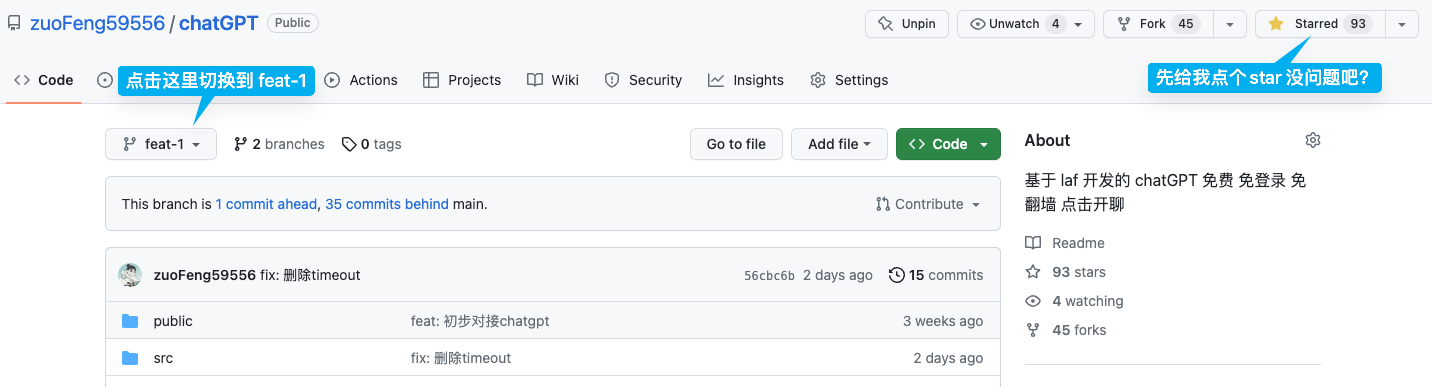 zuoFeng59556 / chatGPT Public Unpin Unwatch 4 Fork 45 Starred 93
Code 点击这里切换到 feat-1 Actions Projects Wiki Security Insights Settings 先给我点个 star 没问题吧？
feat-1 2 branches 0 tags Go to file Add file Code About
基于 laf 开发的 chatGPT 免费 免登录 免
翻墙 点击开聊
This branch is 1 commit ahead, 35 commits behind main. Contribute
Readme
93 stars
4 watching
45 forks
zuoFeng59556 fix: 删除timeout 56cbc6b 2 days ago 15 commits
public feat: 初步对接chatgpt 3 weeks ago
src fix: 删除timeout 2 days ago